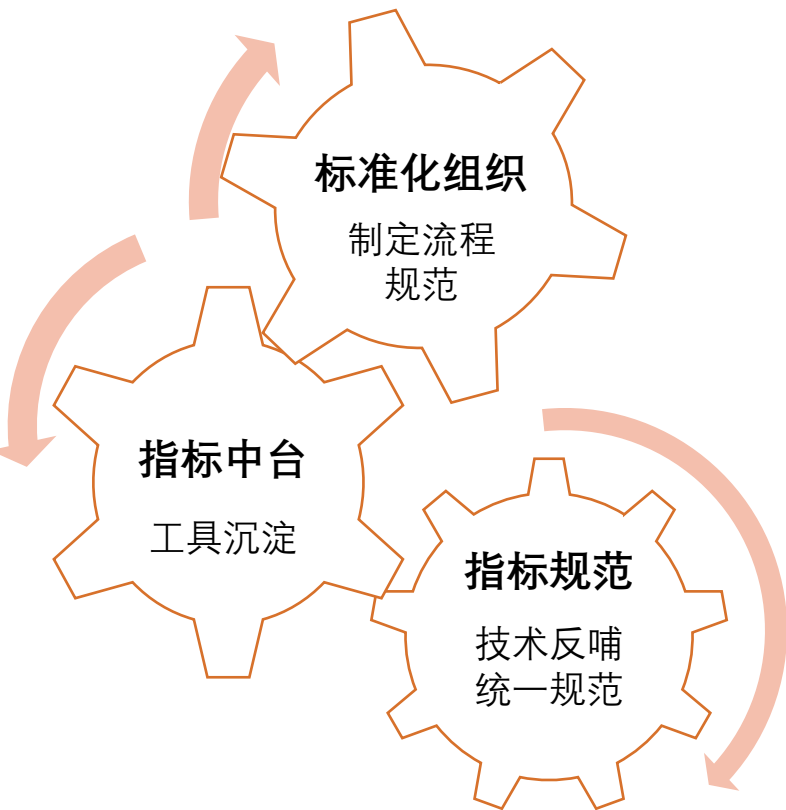 标准化组织
制定流程
规范
指标中台
工具沉淀
指标规范
技术反哺
统一规范